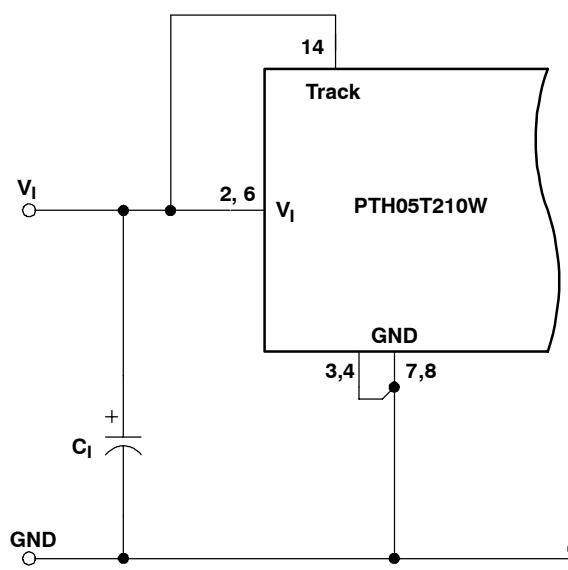 14
Track
V_I
2, 6
V_I
PTH05T210W
GND
3,4
7,8
+
C_I
GND